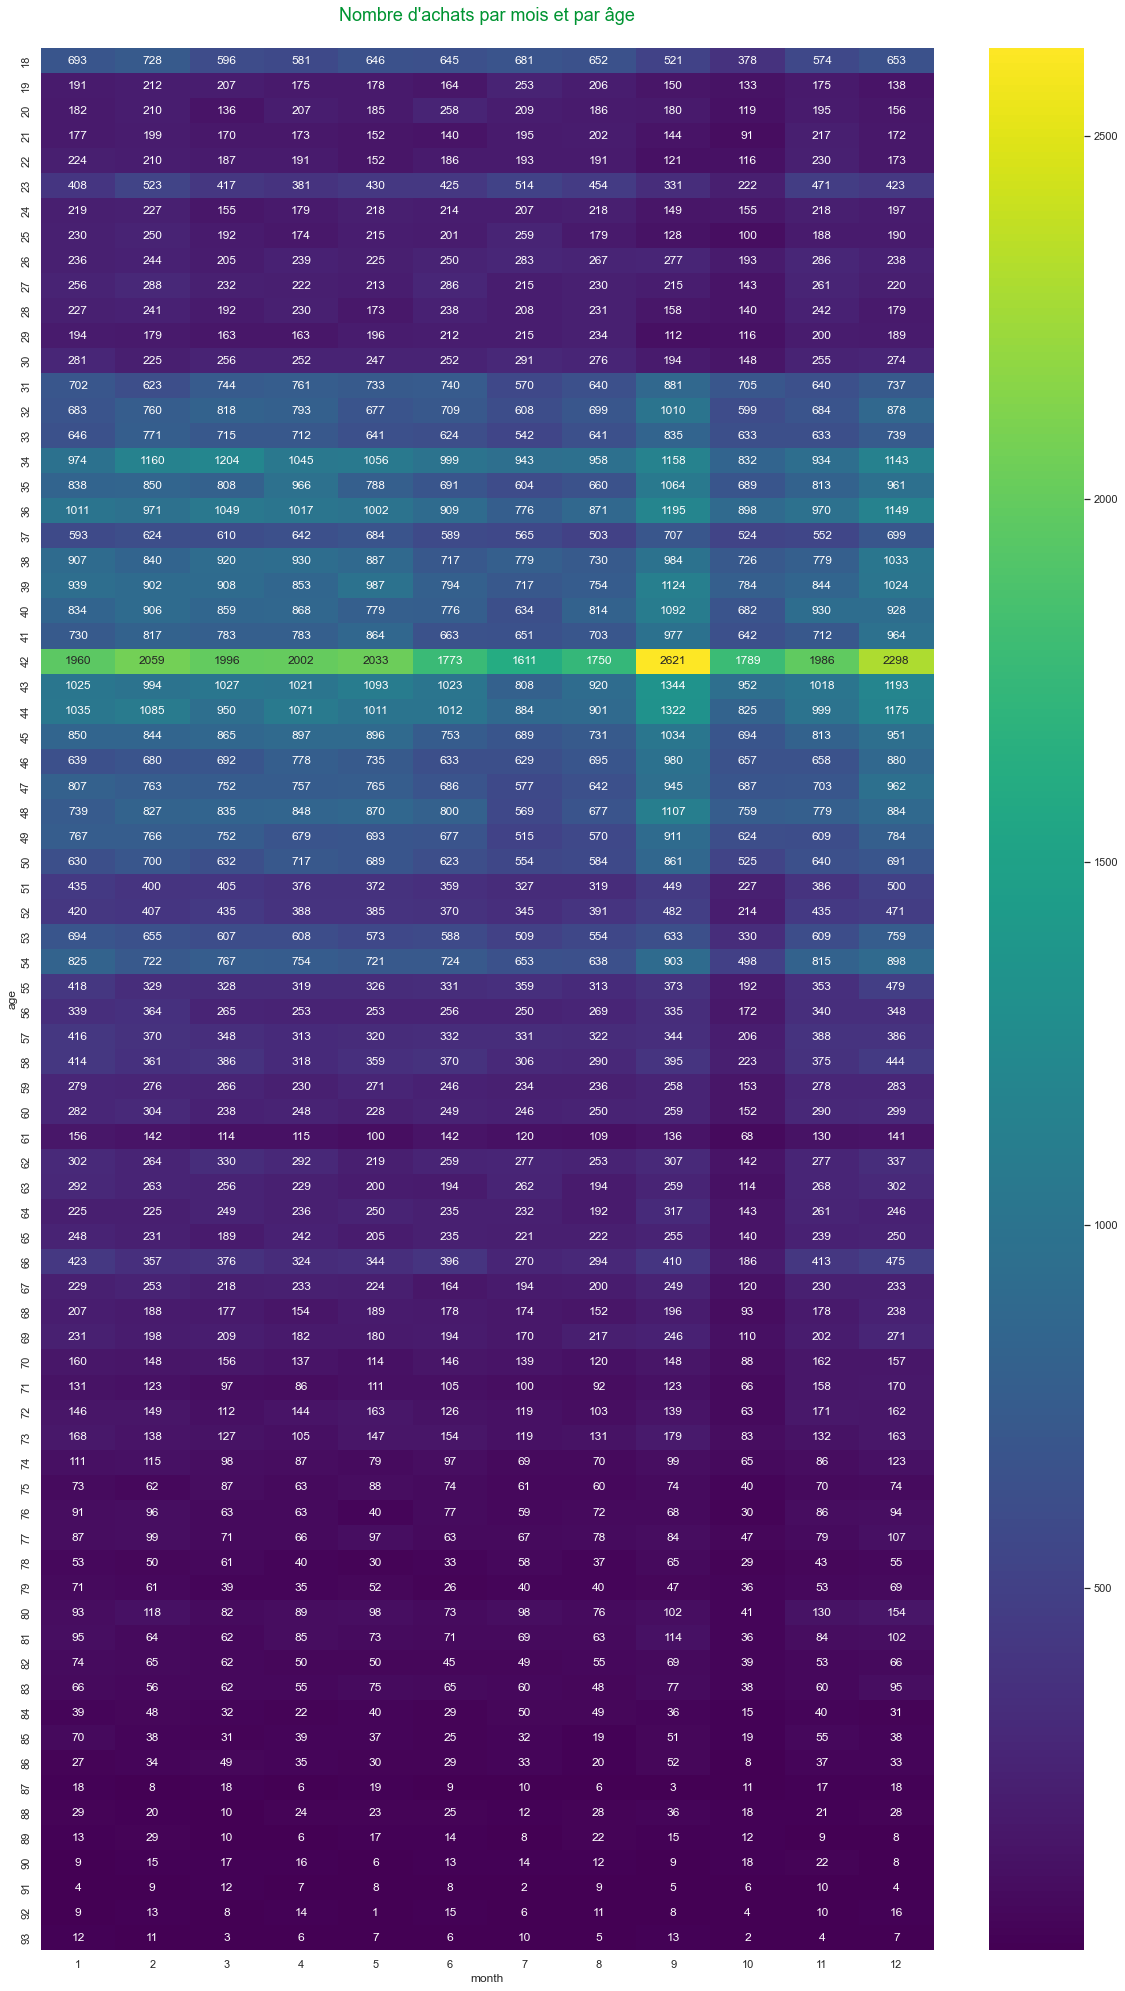 Nombre d'achats par mois et par âge
18 693 728 596 581 646 645 681 652 521 378 574 653
19 191 212 207 175 178 164 253 206 150 133 175 138
20 182 210 136 207 185 258 209 186 180 119 195 156
21 177 199 170 173 152 140 195 202 144 91 217 172
22 224 210 187 191 152 186 193 191 121 116 230 173
23 408 523 417 381 430 425 514 454 331 222 471 423
24 219 227 155 179 218 214 207 218 149 155 218 197
25 230 250 192 174 215 201 259 179 128 100 188 190
26 236 244 205 239 225 250 283 267 277 193 286 238
27 256 288 232 222 213 286 215 230 215 143 261 220
28 227 241 192 230 173 238 208 231 158 140 242 179
29 194 179 163 163 196 212 215 234 112 116 200 189
30 281 225 256 252 247 252 291 276 194 148 255 274
31 702 623 744 761 733 740 570 640 881 705 640 737
32 683 760 818 793 677 709 608 699 1010 599 684 878
33 646 771 715 712 641 624 542 641 835 633 633 739
34 974 1160 1204 1045 1056 999 943 958 1158 832 934 1143
35 838 850 808 966 788 691 604 660 1064 689 813 961
36 1011 971 1049 1017 1002 909 776 871 1195 898 970 1149
37 593 624 610 642 684 589 565 503 707 524 552 699
38 907 840 920 930 887 717 779 730 984 726 779 1033
39 939 902 908 853 987 794 717 754 1124 784 844 1024
40 834 906 859 868 779 776 634 814 1092 682 930 928
41 730 817 783 783 864 663 651 703 977 642 712 964
42 1960 2059 1996 2002 2033 1773 1611 1750 2621 1789 1986 2298
43 1025 994 1027 1021 1093 1023 808 920 1344 952 1018 1193
44 1035 1085 950 1071 1011 1012 884 901 1322 825 999 1175
45 850 844 865 897 896 753 689 731 1034 694 813 951
46 639 680 692 778 735 633 629 695 980 657 658 880
47 807 763 752 757 765 686 577 642 945 687 703 962
48 739 827 835 848 870 800 569 677 1107 759 779 884
49 767 766 752 679 693 677 515 570 911 624 609 784
50 630 700 632 717 689 623 554 584 861 525 640 691
51 435 400 405 376 372 359 327 319 449 227 386 500
52 420 407 435 388 385 370 345 391 482 214 435 471
53 694 655 607 608 573 588 509 554 633 330 609 759
54 825 722 767 754 721 724 653 638 903 498 815 898
55 418 329 328 319 326 331 359 313 373 192 353 479
age
56 339 364 265 253 253 256 250 269 335 172 340 348
57 416 370 348 313 320 332 331 322 344 206 388 386
58 414 361 386 318 359 370 306 290 395 223 375 444
59 279 276 266 230 271 246 234 236 258 153 278 283
60 282 304 238 248 228 249 246 250 259 152 290 299
61 156 142 114 115 100 142 120 109 136 68 130 141
62 302 264 330 292 219 259 277 253 307 142 277 337
63 292 263 256 229 200 194 262 194 259 114 268 302
64 225 225 249 236 250 235 232 192 317 143 261 246
65 248 231 189 242 205 235 221 222 255 140 239 250
66 423 357 376 324 344 396 270 294 410 186 413 475
67 229 253 218 233 224 164 194 200 249 120 230 233
68 207 188 177 154 189 178 174 152 196 93 178 238
69 231 198 209 182 180 194 170 217 246 110 202 271
70 160 148 156 137 114 146 139 120 148 88 162 157
71 131 123 97 86 111 105 100 92 123 66 158 170
72 146 149 112 144 163 126 119 103 139 63 171 162
73 168 138 127 105 147 154 119 131 179 83 132 163
74 111 115 98 87 79 97 69 70 99 65 86 123
75 73 62 87 63 88 74 61 60 74 40 70 74
76 91 96 63 63 40 77 59 72 68 30 86 94
77 87 99 71 66 97 63 67 78 84 47 79 107
78 53 50 61 40 30 33 58 37 65 29 43 55
79 71 61 39 35 52 26 40 40 47 36 53 69
80 93 118 82 89 98 73 98 76 102 41 130 154
81 95 64 62 85 73 71 69 63 114 36 84 102
82 74 65 62 50 50 45 49 55 69 39 53 66
83 66 56 62 55 75 65 60 48 77 38 60 95
84 39 48 32 22 40 29 50 49 36 15 40 31
85 70 38 31 39 37 25 32 19 51 19 55 38
86 27 34 49 35 30 29 33 20 52 8 37 33
87 18 8 18 6 19 9 10 6 3 11 17 18
88 29 20 10 24 23 25 12 28 36 18 21 28
89 13 29 10 6 17 14 8 22 15 12 9 8
90 9 15 17 16 6 13 14 12 9 18 22 8
91 4 9 12 7 8 8 2 9 5 6 10 4
92 9 13 8 14 1 15 6 11 8 4 10 16
93 12 11 3 6 7 6 10 5 13 2 4 7
1 2 3 4 5 6 7 8 9 10 11 12
month
2500
2000
1500
1000
500